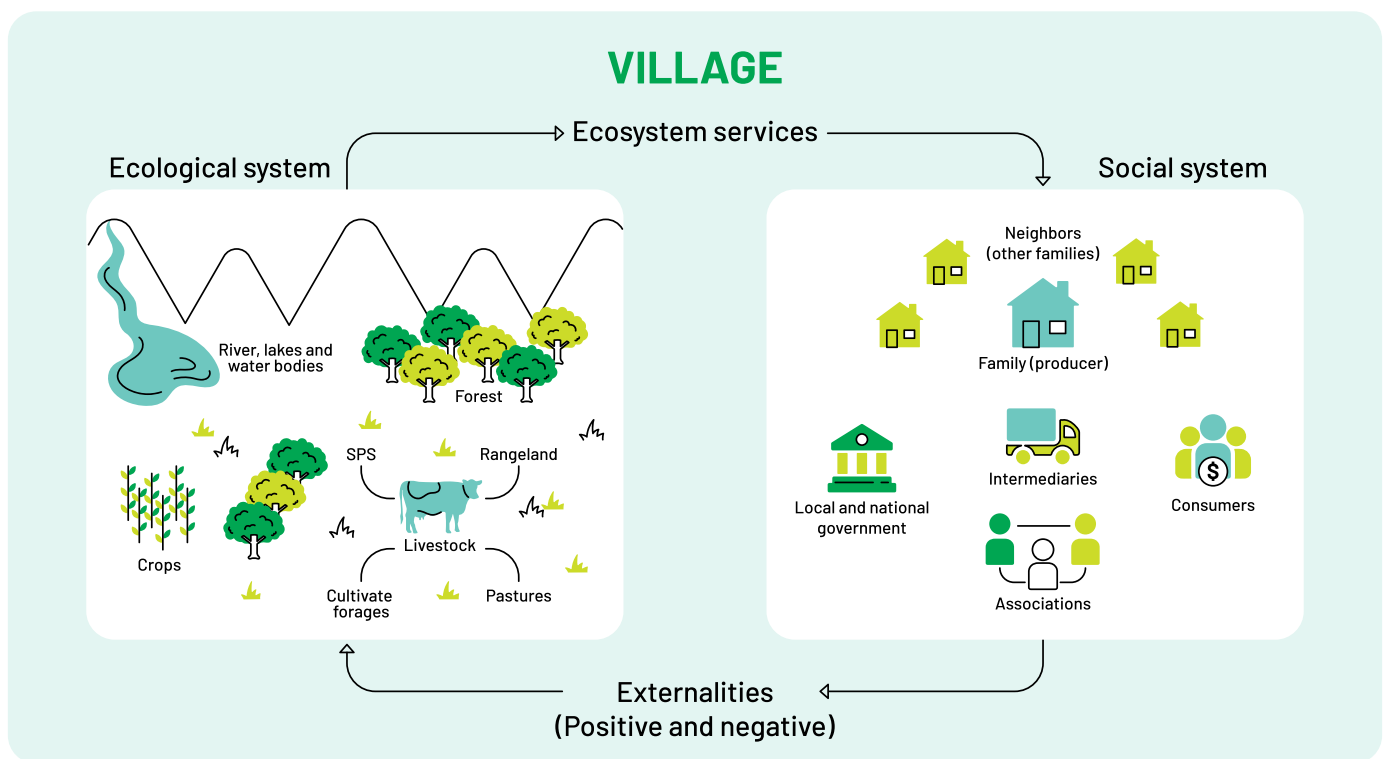 VILLAGE
Ecosystem services
Ecological system
Social system
River, lakes and
water bodies
Forest
SPS
Rangeland
Livestock
Crops
Cultivate
forages
Pastures
Neighbors
(other families)
Family (producer)
Local and national
government
Intermediaries
$
Consumers
Associations
Externalities
(Positive and negative)